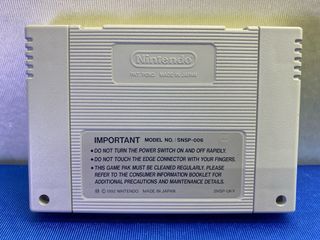 Nintendo
PAT. PEND. MADE IN JAPAN
IMPORTANT MODEL NO.: SNSP-006
• DO NOT TURN THE POWER SWITCH ON AND OFF RAPIDLY.
• DO NOT TOUCH THE EDGE CONNECTOR WITH YOUR FINGERS.
• THIS GAME PAK MUST BE CLEANED REGULARLY. PLEASE
REFER TO THE CONSUMER INFORMATION BOOKLET FOR
ADDITIONAL PRECAUTIONS AND MAINTENANCE DETAILS.
© 1992 NINTENDO MADE IN JAPAN